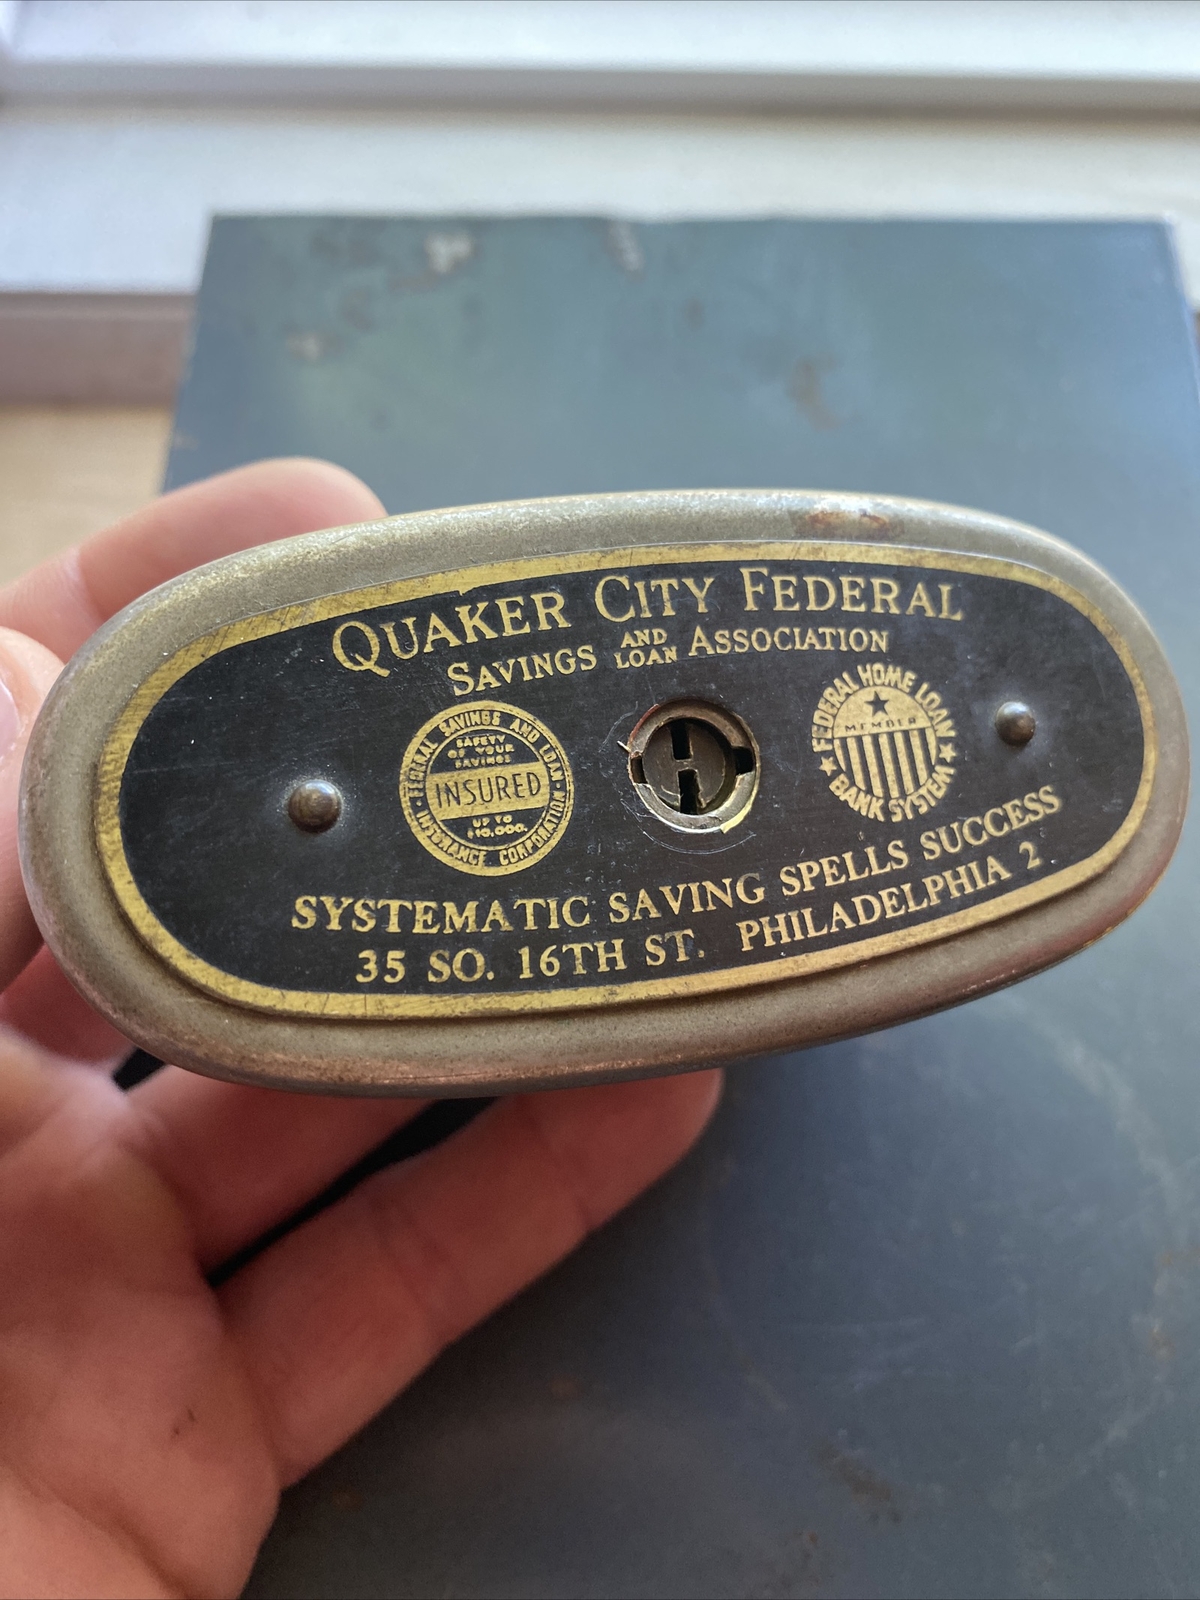 QUAKER CITY FEDERAL
SAVINGS AND LOAN ASSOCIATION
FEDERAL SAVINGS AND LOAN
INSURANCE CORPORATION
SAFETY
OF YOUR
SAVINGS
INSURED
UP TO
$10,000.
FEDERAL HOME LOAN
BANK SYSTEM
MEMBER
SYSTEMATIC SAVING SPELLS SUCCESS
35 SO. 16TH ST. PHILADELPHIA 2